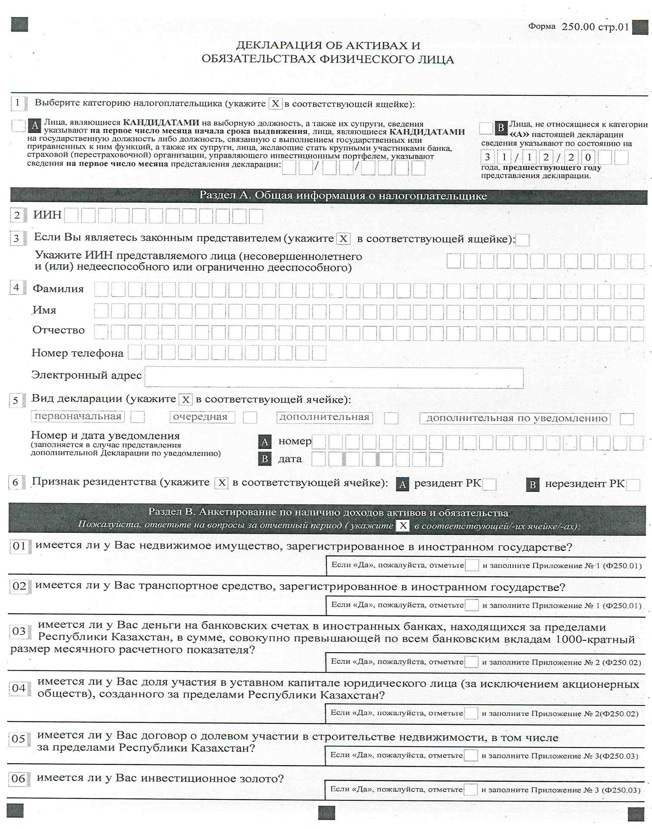 Форма 250.00 стр.01
ДЕКЛАРАЦИЯ ОБ АКТИВАХ И
ОБЯЗАТЕЛЬСТВАХ ФИЗИЧЕСКОГО ЛИЦА
1 Выберите категорию налогоплательщика (укажите X в соответствующей ящейке):
A Лица, являющиеся КАНДИДАТАМИ на выборную должность, а также их супруги, сведения
указывают на первое число месяца начала срока выдвижения, лица, являющиеся КАНДИДАТАМИ
на государственную должность либо должность, связанную с выполнением государственных или
приравненных к ним функций, а также их супруги, лица, желающие стать крупными участниками банка,
страховой (перестраховочной) организации, управляющего инвестиционным портфелем, указывают
сведения на первое число месяца представления декларации: / /
B Лица, не относящиеся к категории
«А» настоящей декларации
сведения указывают по состоянию на
31/12/20
года, предшествующего году
представления декларации.
Раздел А. Общая информация о налогоплательщике
2 ИИН
3 Если Вы являетесь законным представителем (укажите X в соответствующей ящейке):
Укажите ИИН представляемого лица (несовершеннолетнего
и (или) недееспособного или ограниченно дееспособного)
4 Фамилия
Имя
Отчество
Номер телефона
Электронный адрес
5 Вид декларации (укажите X в соответствующей ячейке):
первоначальная очередная дополнительная дополнительная по уведомлению
Номер и дата уведомления
(заполняется в случае представления
дополнительной Декларации по уведомлению)
A номер
B дата
6 Признак резидентства (укажите X в соответствующей ячейке): A резидент РК B нерезидент РК
Раздел В. Анкетирование по наличию доходов активов и обязательства
Пожалуйста, ответьте на вопросы за отчетный период ( укажите X в соответствующей/-их ячейке/-ах):
01 имеется ли у Вас недвижимое имущество, зарегистрированное в иностранном государстве?
Если «Да», пожалуйста, отметьте и заполните Приложение № 1 (Ф250.01)
02 имеется ли у Вас транспортное средство, зарегистрированное в иностранном государстве?
Если «Да», пожалуйста, отметьте и заполните Приложение № 1 (Ф250.01)
03 имеется ли у Вас деньги на банковских счетах в иностранных банках, находящихся за пределами
Республики Казахстан, в сумме, совокупно превышающей по всем банковским вкладам 1000-кратный
размер месячного расчетного показателя?
Если «Да», пожалуйста, отметьте и заполните Приложение № 2 (Ф250.02)
04 имеется ли у Вас доля участия в уставном капитале юридического лица (за исключением акционерных
обществ), созданного за пределами Республики Казахстан?
Если «Да», пожалуйста, отметьте и заполните Приложение № 2(Ф250.02)
05 имеется ли у Вас договор о долевом участии в строительстве недвижимости, в том числе
за пределами Республики Казахстан?
Если «Да», пожалуйста, отметьте и заполните Приложение № 3(Ф250.03)
06 имеется ли у Вас инвестиционное золото?
Если «Да», пожалуйста, отметьте и заполните Приложение № 3 (Ф250.03)